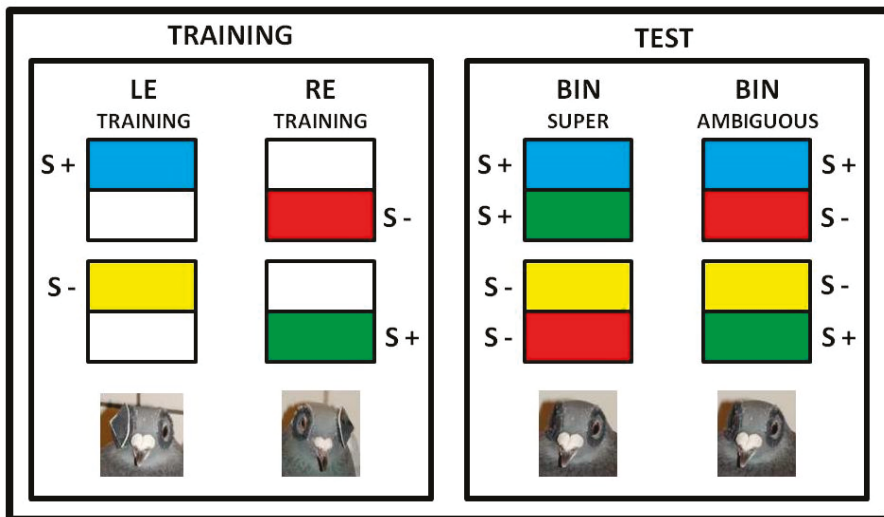 TRAINING
LE
TRAINING
RE
TRAINING
S +
S -
S -
S +
TEST
BIN
SUPER
BIN
AMBIGUOUS
S +
S +
S +
S -
S -
S -
S -
S +